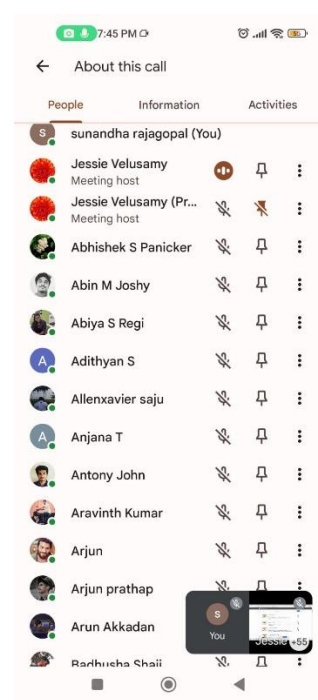 7:45 PM
About this call
People Information Activities
S sunandha rajagopal (You)
Jessie Velusamy
Meeting host
Jessie Velusamy (Pr...
Meeting host
Abhishek S Panicker
Abin M Joshy
Abiya S Regi
A Adithyan S
Allenxavier saju
A Anjana T
Antony John
Aravinth Kumar
Arjun
Arjun prathap
S
Arun Akkadan
You Jessie +55
Badhusha Shaji